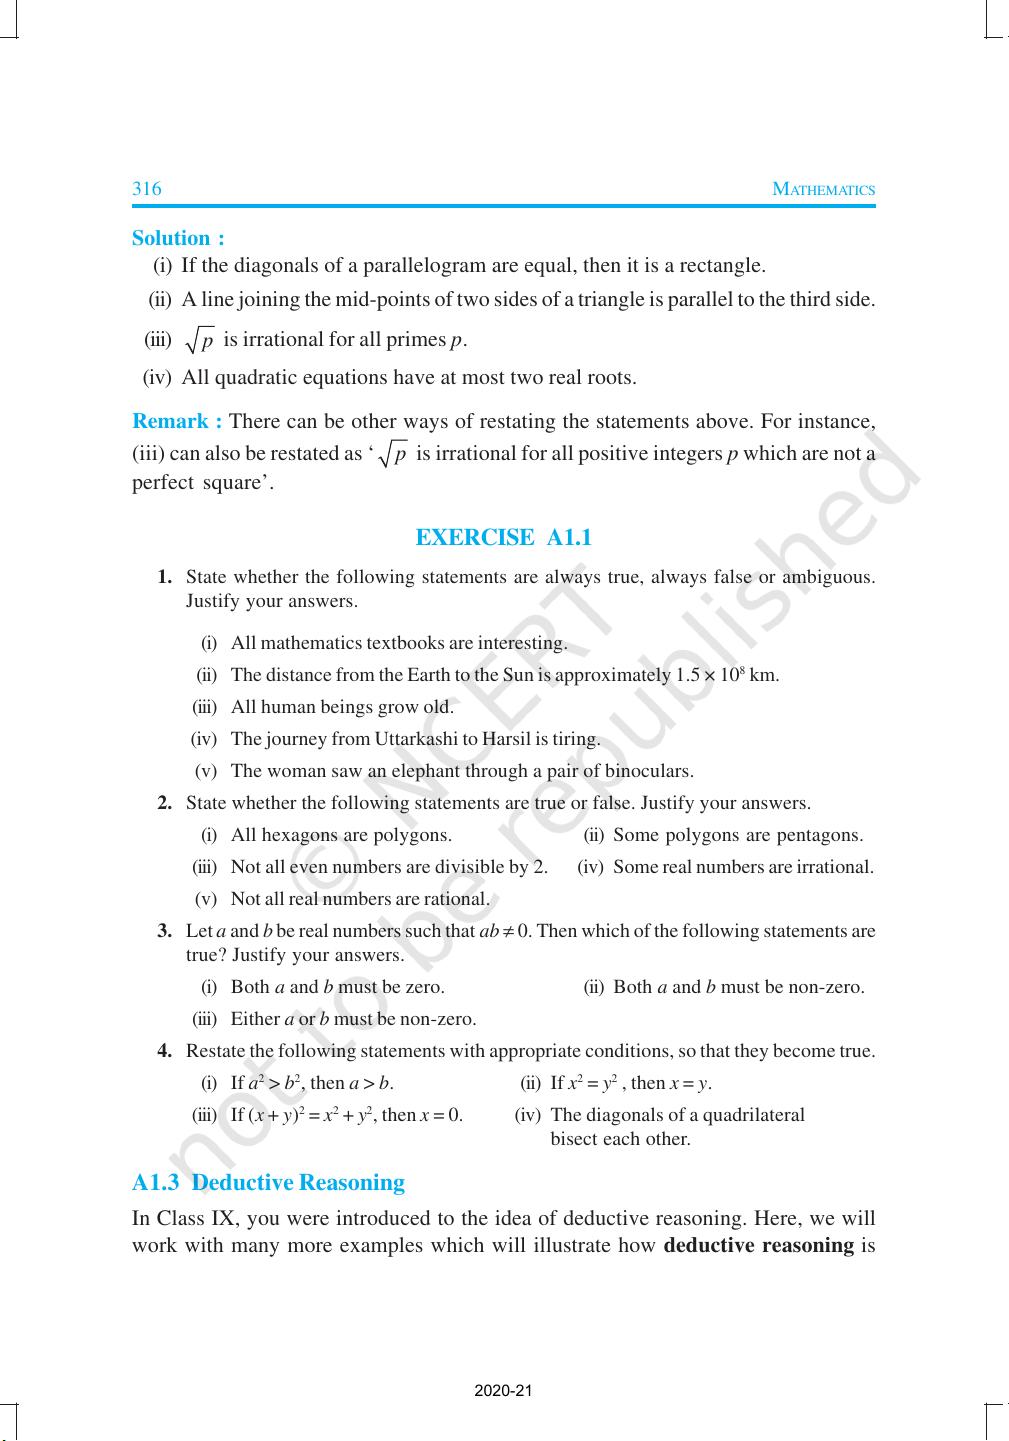 316 MATHEMATICS
Solution :
(i) If the diagonals of a parallelogram are equal, then it is a rectangle.
(ii) A line joining the mid-points of two sides of a triangle is parallel to the third side.
(iii) √p is irrational for all primes p.
(iv) All quadratic equations have at most two real roots.
Remark : There can be other ways of restating the statements above. For instance,
(iii) can also be restated as ‘√p is irrational for all positive integers p which are not a
perfect square’.
EXERCISE A1.1
1. State whether the following statements are always true, always false or ambiguous.
Justify your answers.
(i) All mathematics textbooks are interesting.
(ii) The distance from the Earth to the Sun is approximately 1.5 × 10⁸ km.
(iii) All human beings grow old.
(iv) The journey from Uttarkashi to Harsil is tiring.
(v) The woman saw an elephant through a pair of binoculars.
2. State whether the following statements are true or false. Justify your answers.
(i) All hexagons are polygons. (ii) Some polygons are pentagons.
(iii) Not all even numbers are divisible by 2. (iv) Some real numbers are irrational.
(v) Not all real numbers are rational.
3. Let a and b be real numbers such that ab ≠ 0. Then which of the following statements are
true? Justify your answers.
(i) Both a and b must be zero. (ii) Both a and b must be non-zero.
(iii) Either a or b must be non-zero.
4. Restate the following statements with appropriate conditions, so that they become true.
(i) If a² > b², then a > b. (ii) If x² = y² , then x = y.
(iii) If (x + y)² = x² + y², then x = 0. (iv) The diagonals of a quadrilateral
bisect each other.
A1.3 Deductive Reasoning
In Class IX, you were introduced to the idea of deductive reasoning. Here, we will
work with many more examples which will illustrate how deductive reasoning is
2020-21
© NCERT
not to be republished